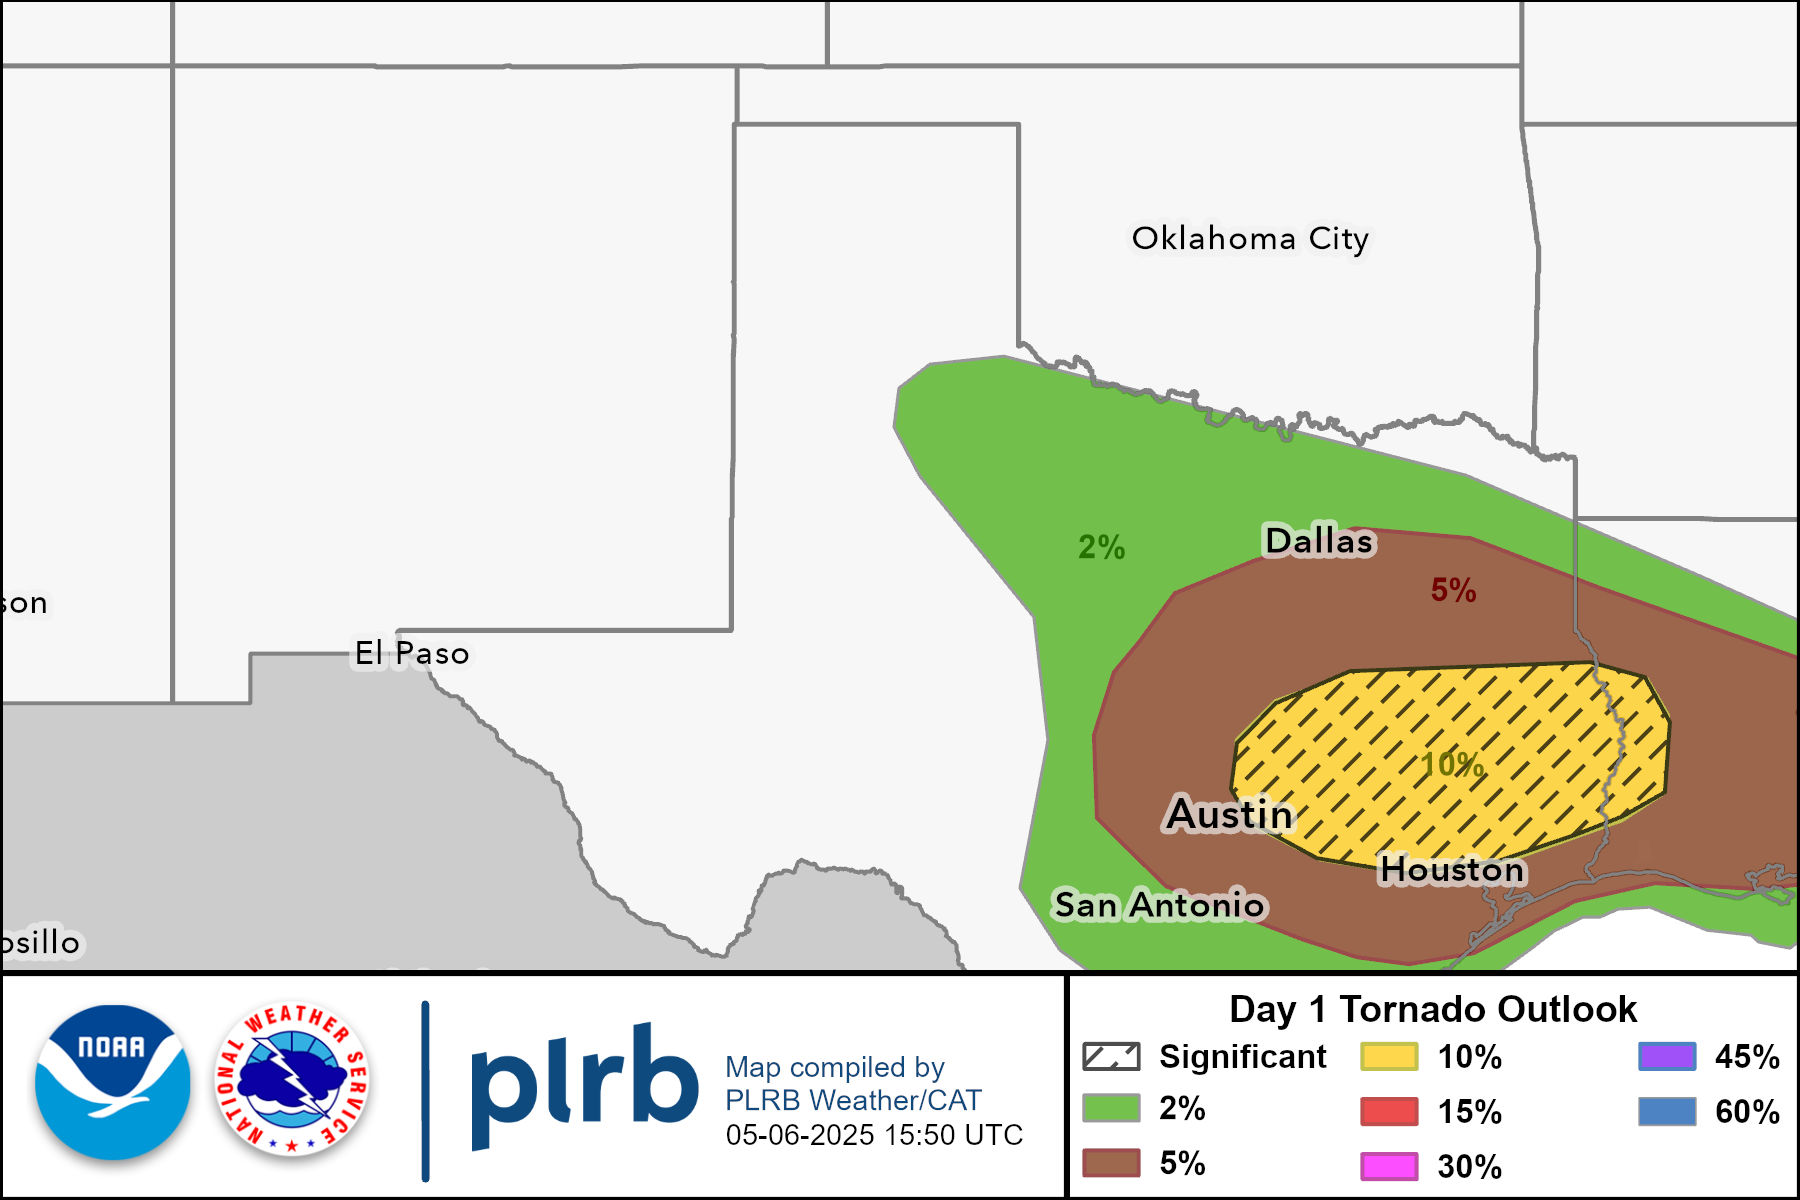 Oklahoma City
Dallas
2%
5%
son
El Paso
10%
Austin
Houston
San Antonio
osillo
NOAA
NATIONAL WEATHER SERVICE
plrb
Map compiled by
PLRB Weather/CAT
05-06-2025 15:50 UTC
Day 1 Tornado Outlook
Significant
2%
5%
10%
15%
30%
45%
60%